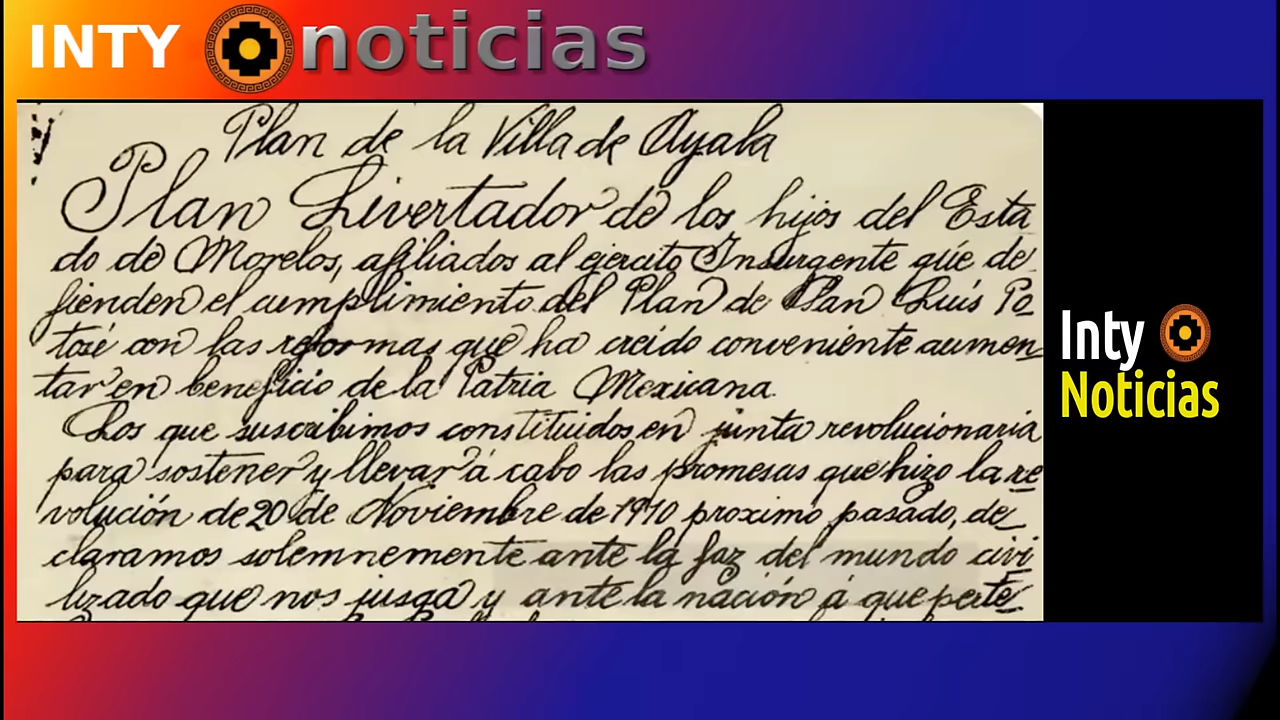 INTY noticias
Plan de la Villa de Ayala
Plan Livertador de los hijos del Esta
do de Morelos, afiliados al ejercito Insurgente qúe de
fienden el cumplimiento del Plan de San Luis Po
tosé con las reformas que ha creido conveniente aumen
tar en beneficio de la Patria Mexicana.
Los que suscribimos constituidos en junta revolucionaria
para sostener y llevar á cabo las promesas que hizo la re
volución de 20 de Noviembre de 1910 proximo pasado, de
claramos solemnemente ante la faz del mundo civi
lizado que nos jusga y ante la nación á que perte
Inty
Noticias